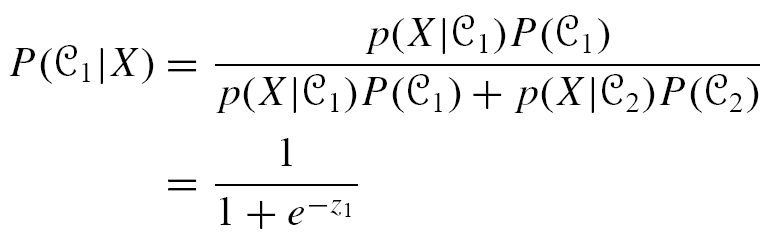 P(𝒞₁|X) = p(X|𝒞₁)P(𝒞₁) / p(X|𝒞₁)P(𝒞₁) + p(X|𝒞₂)P(𝒞₂)
= 1 / 1 + e^{−z₁}